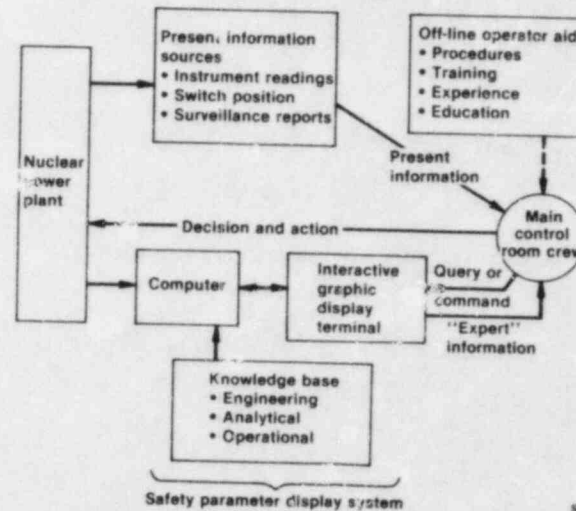 Presen. information
sources
• Instrument readings
• Switch position
• Surveillance reports
Off-line operator aid
• Procedures
• Training
• Experience
• Education
Nuclear
power
plant
Present
information
Decision and action
Main
control
room crew
Computer
Interactive
graphic
display
terminal
Query or
command
"Expert"
information
Knowledge base
• Engineering
• Analytical
• Operational
Safety parameter display system